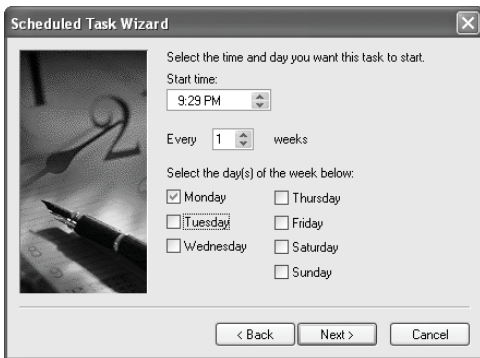 Scheduled Task Wizard
Select the time and day you want this task to start.
Start time:
9:29 PM
Every 1 weeks
Select the day(s) of the week below:
Monday Thursday
Tuesday Friday
Wednesday Saturday
Sunday
< Back Next > Cancel